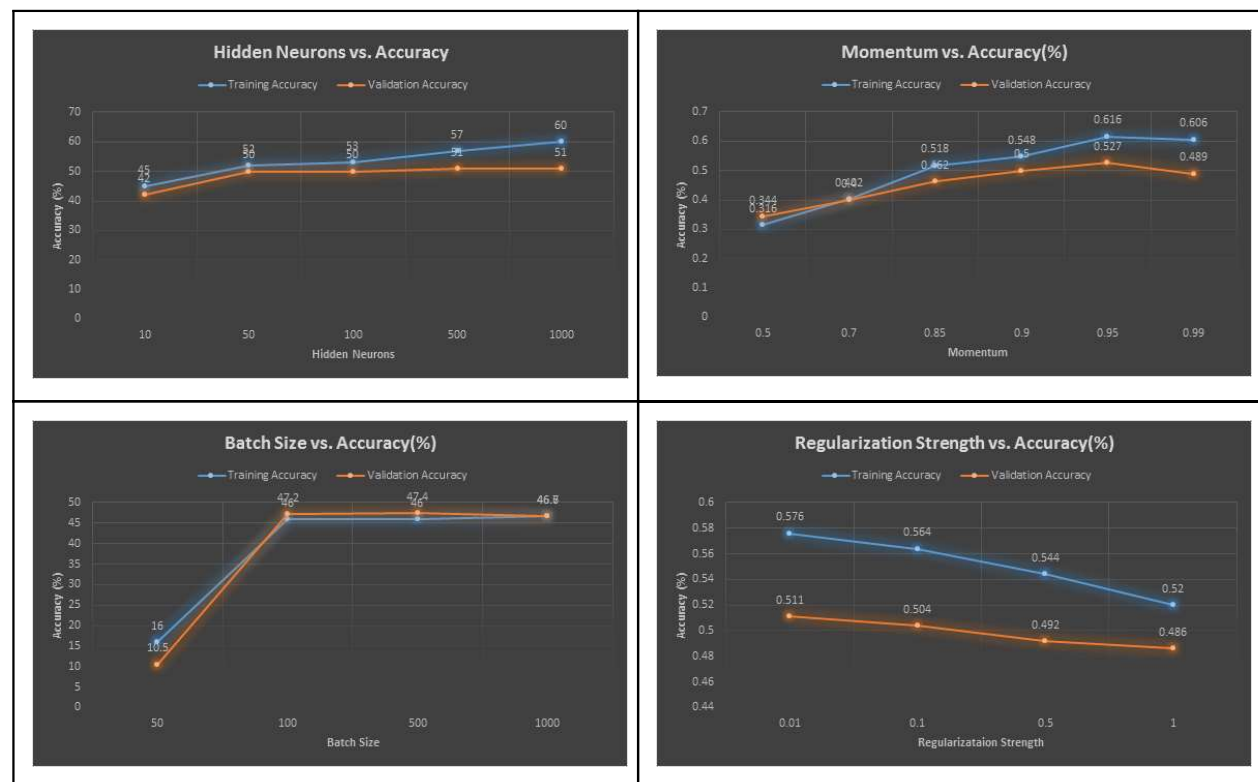 Hidden Neurons vs. Accuracy
Training Accuracy Validation Accuracy
70
60
50
40
30
20
10
0
Accuracy (%)
45 52 53 57 60
42 50 50 51 51
10 50 100 500 1000
Hidden Neurons
Momentum vs. Accuracy(%)
Training Accuracy Validation Accuracy
0.7
0.6
0.5
0.4
0.3
0.2
0.1
0
Accuracy (%)
0.316 0.402 0.518 0.548 0.616 0.606
0.344 0.4 0.462 0.5 0.527 0.489
0.5 0.7 0.85 0.9 0.95 0.99
Momentum
Batch Size vs. Accuracy(%)
Training Accuracy Validation Accuracy
50
45
40
35
30
25
20
15
10
5
0
Accuracy (%)
16 46 46
10.5 47.2 47.4
50 100 500 1000
Batch Size
Regularization Strength vs. Accuracy(%)
Training Accuracy Validation Accuracy
0.6
0.58
0.56
0.54
0.52
0.5
0.48
0.46
0.44
Accuracy (%)
0.576 0.564 0.544 0.52
0.511 0.504 0.492 0.486
0.01 0.1 0.5 1
Regularizataion Strength